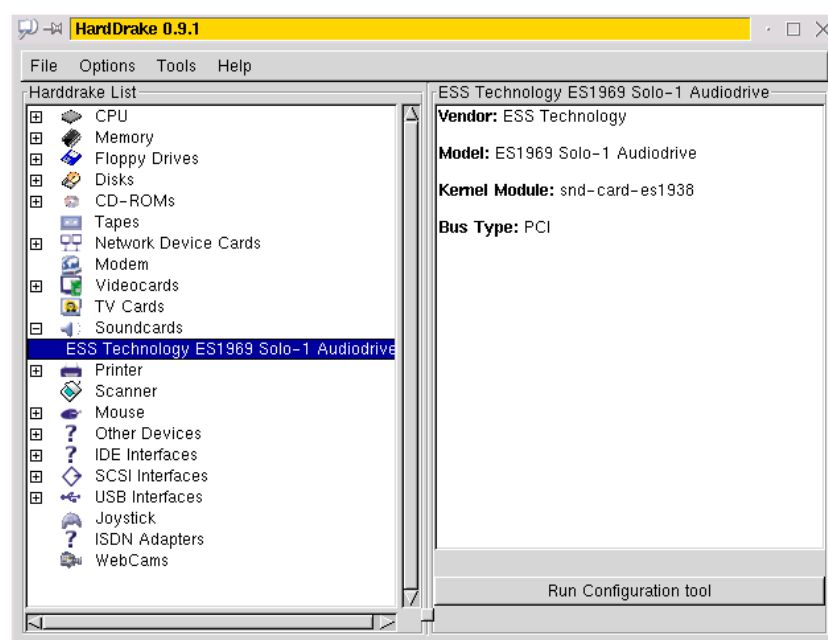 HardDrake 0.9.1
File Options Tools Help
Harddrake List
CPU
Memory
Floppy Drives
Disks
CD-ROMs
Tapes
Network Device Cards
Modem
Videocards
TV Cards
Soundcards
ESS Technology ES1969 Solo-1 Audiodrive
Printer
Scanner
Mouse
Other Devices
IDE Interfaces
SCSI Interfaces
USB Interfaces
Joystick
ISDN Adapters
WebCams
ESS Technology ES1969 Solo-1 Audiodrive
Vendor: ESS Technology
Model: ES1969 Solo-1 Audiodrive
Kernel Module: snd-card-es1938
Bus Type: PCI
Run Configuration tool